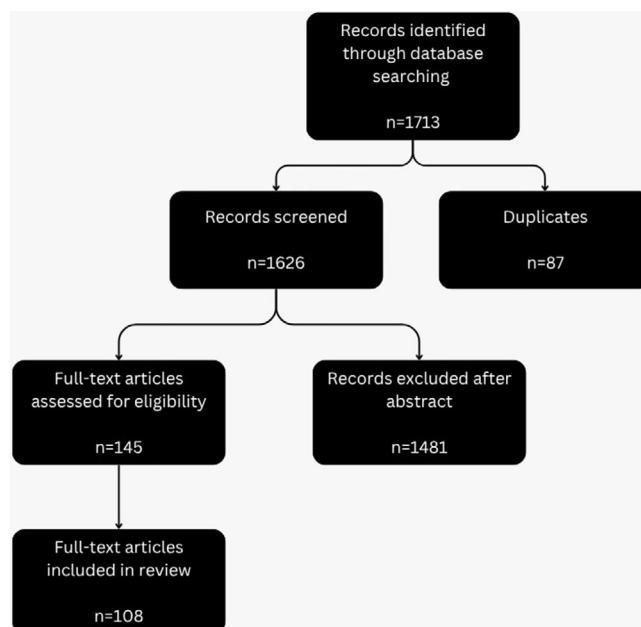 Records identified
through database
searching
n=1713
Records screened
n=1626
Duplicates
n=87
Full-text articles
assessed for eligibility
n=145
Records excluded after
abstract
n=1481
Full-text articles
included in review
n=108